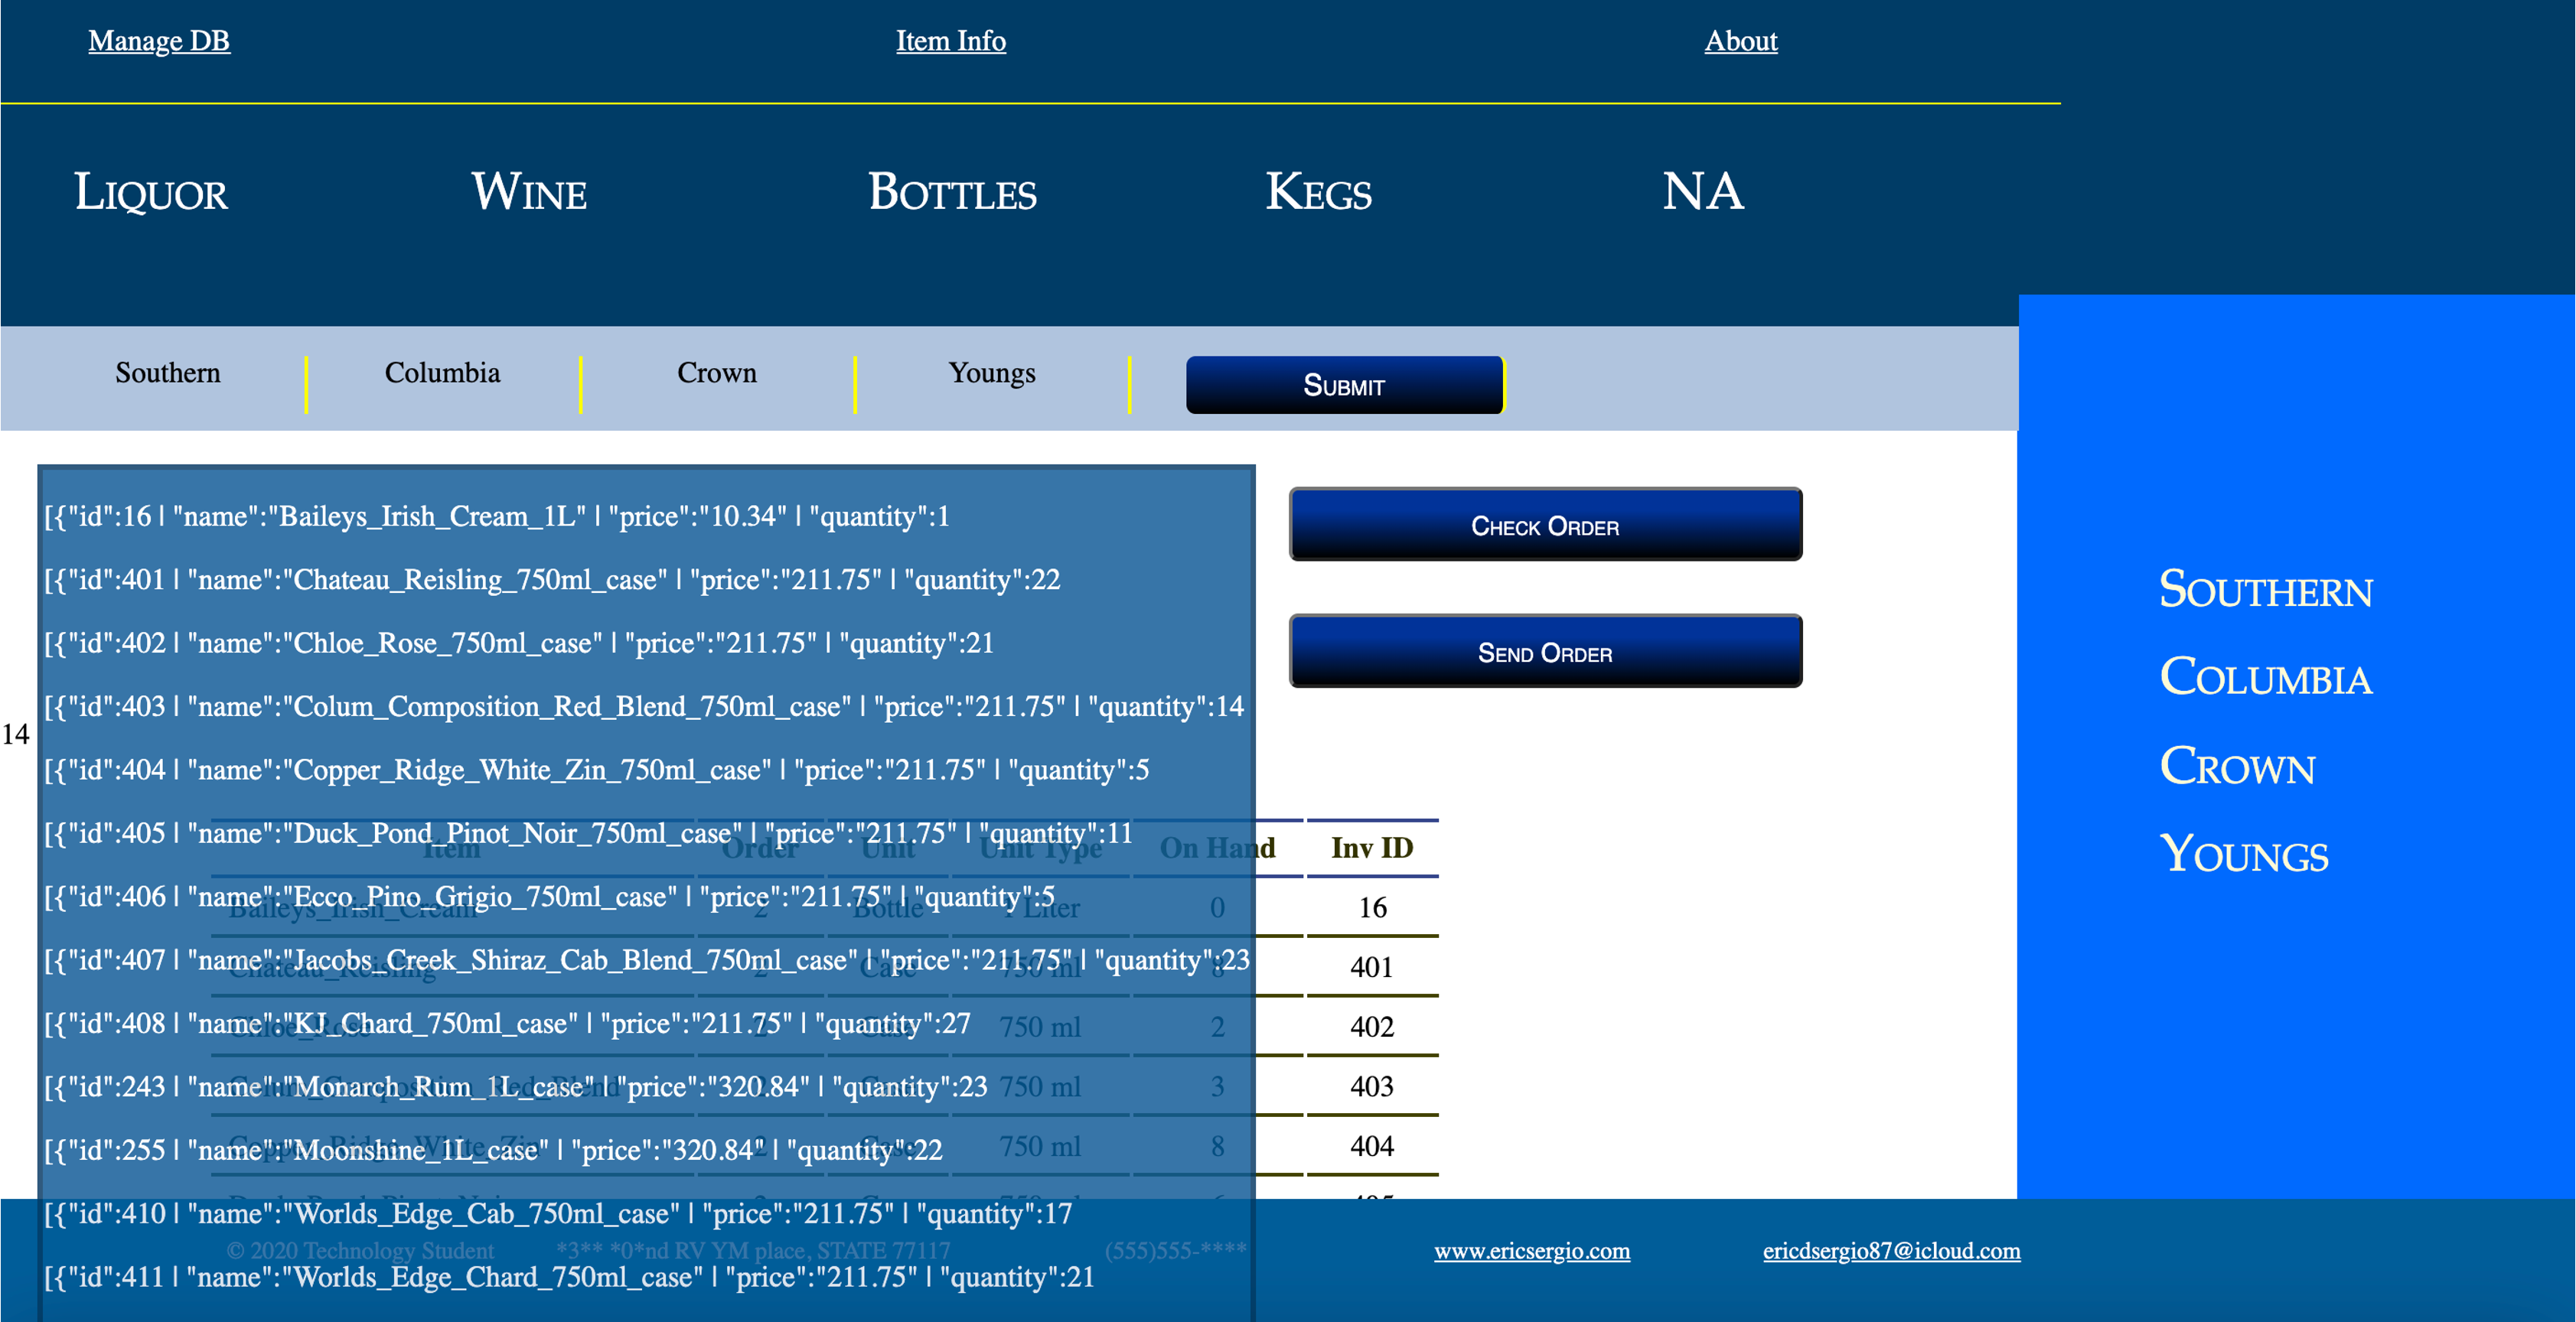 Manage DB Item Info About
LIQUOR WINE BOTTLES KEGS NA
Southern Columbia Crown Youngs SUBMIT
[{"id":16 | "name":"Baileys_Irish_Cream_1L" | "price":"10.34" | "quantity":1
[{"id":401 | "name":"Chateau_Reisling_750ml_case" | "price":"211.75" | "quantity":22
[{"id":402 | "name":"Chloe_Rose_750ml_case" | "price":"211.75" | "quantity":21
[{"id":403 | "name":"Colum_Composition_Red_Blend_750ml_case" | "price":"211.75" | "quantity":14
14
[{"id":404 | "name":"Copper_Ridge_White_Zin_750ml_case" | "price":"211.75" | "quantity":5
[{"id":405 | "name":"Duck_Pond_Pinot_Noir_750ml_case" | "price":"211.75" | "quantity":11
[{"id":406 | "name":"Ecco_Pino_Grigio_750ml_case" | "price":"211.75" | "quantity":5
[{"id":407 | "name":"Jacobs_Creek_Shiraz_Cab_Blend_750ml_case" | "price":"211.75" | "quantity":23
[{"id":408 | "name":"KJ_Chard_750ml_case" | "price":"211.75" | "quantity":27
[{"id":243 | "name":"Monarch_Rum_1L_case" | "price":"320.84" | "quantity":23
[{"id":255 | "name":"Moonshine_1L_case" | "price":"320.84" | "quantity":22
[{"id":410 | "name":"Worlds_Edge_Cab_750ml_case" | "price":"211.75" | "quantity":17
[{"id":411 | "name":"Worlds_Edge_Chard_750ml_case" | "price":"211.75" | "quantity":21
CHECK ORDER
SEND ORDER
Item Order Unit Unit Type On Hand Inv ID
Baileys_Irish_Cream 2 Bottle 1 Liter 0 16
Chateau_Reisling 2 Case 750 ml 8 401
Chloe_Rose 2 Case 750 ml 2 402
Colum_Composition_Red_Blend 2 Case 750 ml 3 403
Copper_Ridge_White_Zin 2 Case 750 ml 8 404
SOUTHERN
COLUMBIA
CROWN
YOUNGS
© 2020 Technology Student *3** *0*nd RV YM place, STATE 77117 (555)555-**** www.ericsergio.com ericdsergio87@icloud.com